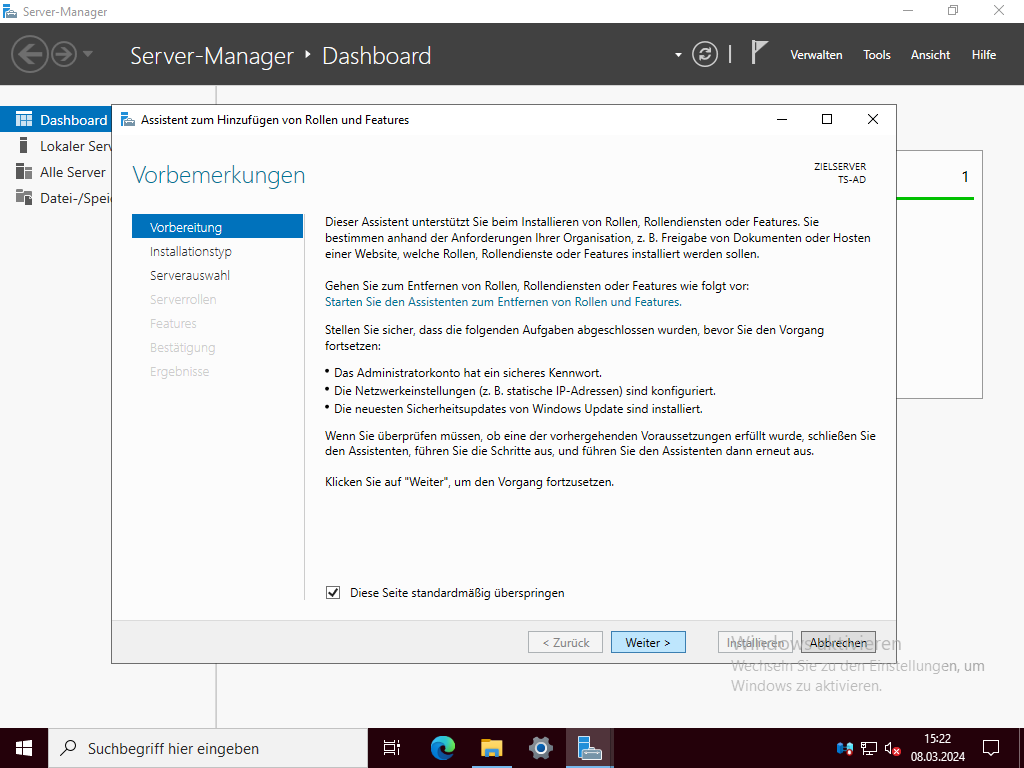 Server-Manager
Server-Manager ‣ Dashboard
Verwalten Tools Ansicht Hilfe
Dashboard
Lokaler Serv
Alle Server
Datei-/Speic
1
Assistent zum Hinzufügen von Rollen und Features
Vorbemerkungen
ZIELSERVER
TS-AD
Vorbereitung
Installationstyp
Serverauswahl
Serverrollen
Features
Bestätigung
Ergebnisse
Dieser Assistent unterstützt Sie beim Installieren von Rollen, Rollendiensten oder Features. Sie
bestimmen anhand der Anforderungen Ihrer Organisation, z. B. Freigabe von Dokumenten oder Hosten
einer Website, welche Rollen, Rollendienste oder Features installiert werden sollen.
Gehen Sie zum Entfernen von Rollen, Rollendiensten oder Features wie folgt vor:
Starten Sie den Assistenten zum Entfernen von Rollen und Features.
Stellen Sie sicher, dass die folgenden Aufgaben abgeschlossen wurden, bevor Sie den Vorgang
fortsetzen:
• Das Administratorkonto hat ein sicheres Kennwort.
• Die Netzwerkeinstellungen (z. B. statische IP-Adressen) sind konfiguriert.
• Die neuesten Sicherheitsupdates von Windows Update sind installiert.
Wenn Sie überprüfen müssen, ob eine der vorhergehenden Voraussetzungen erfüllt wurde, schließen Sie
den Assistenten, führen Sie die Schritte aus, und führen Sie den Assistenten dann erneut aus.
Klicken Sie auf "Weiter", um den Vorgang fortzusetzen.
Diese Seite standardmäßig überspringen
< Zurück Weiter > Installieren Abbrechen
Windows aktivieren
Wechseln Sie zu den Einstellungen, um
Windows zu aktivieren.
Suchbegriff hier eingeben
15:22
08.03.2024